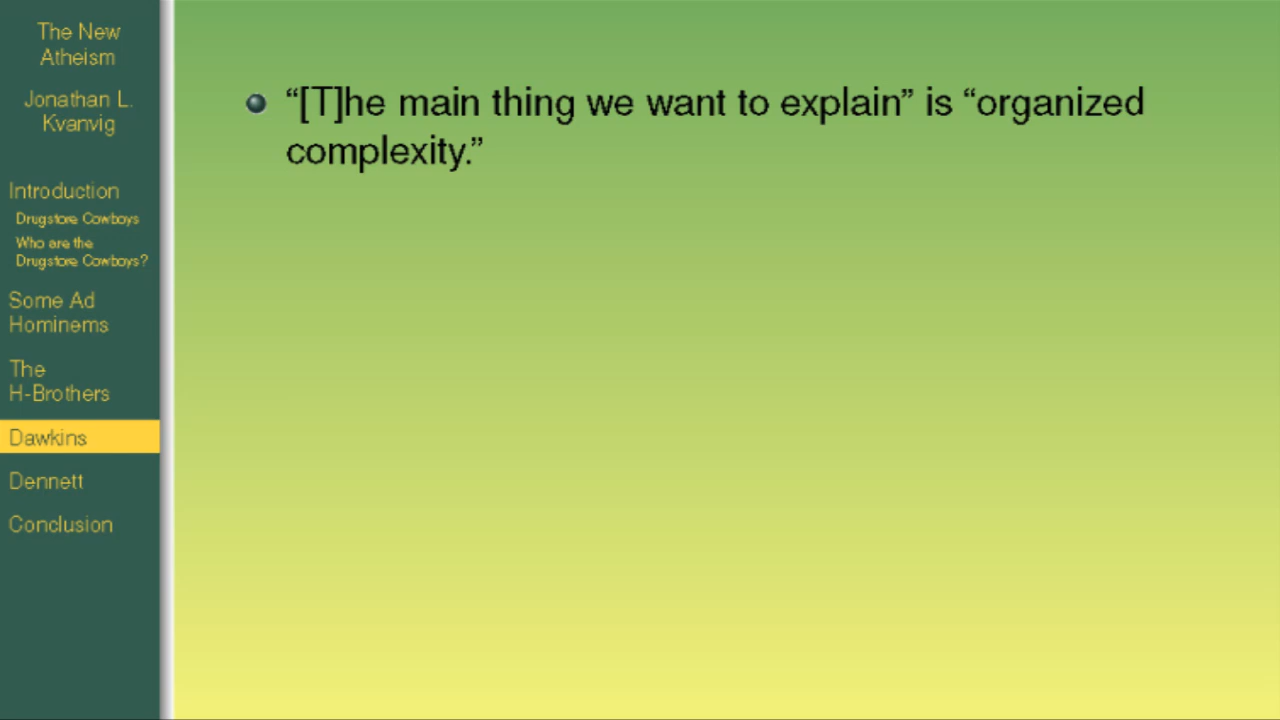 The New
Atheism
Jonathan L.
Kvanvig
Introduction
Drugstore Cowboys
Who are the
Drugstore Cowboys?
Some Ad
Hominems
The
H-Brothers
Dawkins
Dennett
Conclusion
“[T]he main thing we want to explain” is “organized
complexity.”